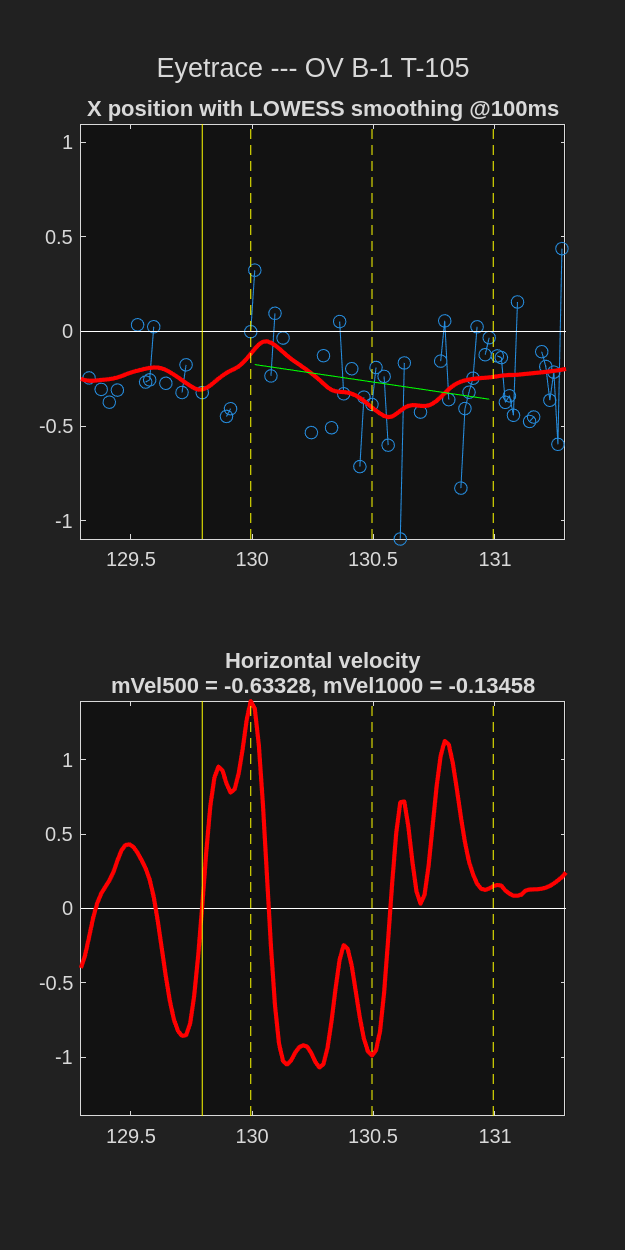 Eyetrace --- OV B-1 T-105
X position with LOWESS smoothing @100ms
1
0.5
0
-0.5
-1
129.5 130 130.5 131
Horizontal velocity
mVel500 = -0.63328, mVel1000 = -0.13458
1
0.5
0
-0.5
-1
129.5 130 130.5 131